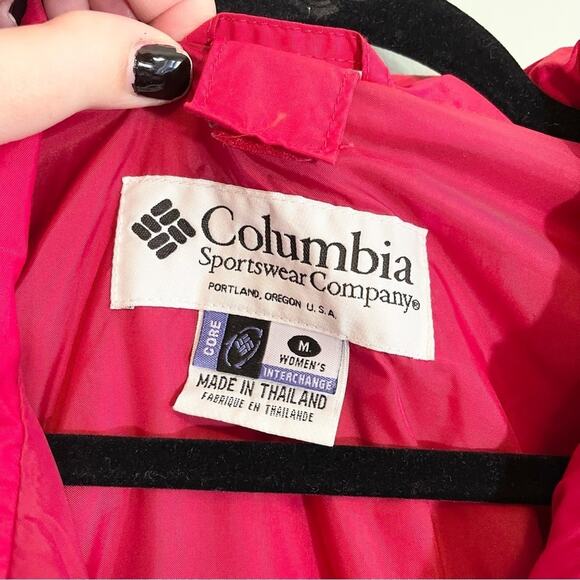 Columbia
Sportswear Company®
PORTLAND, OREGON U.S.A.
CORE
M
WOMEN'S
INTERCHANGE
MADE IN THAILAND
FABRIQUE EN THAILANDE